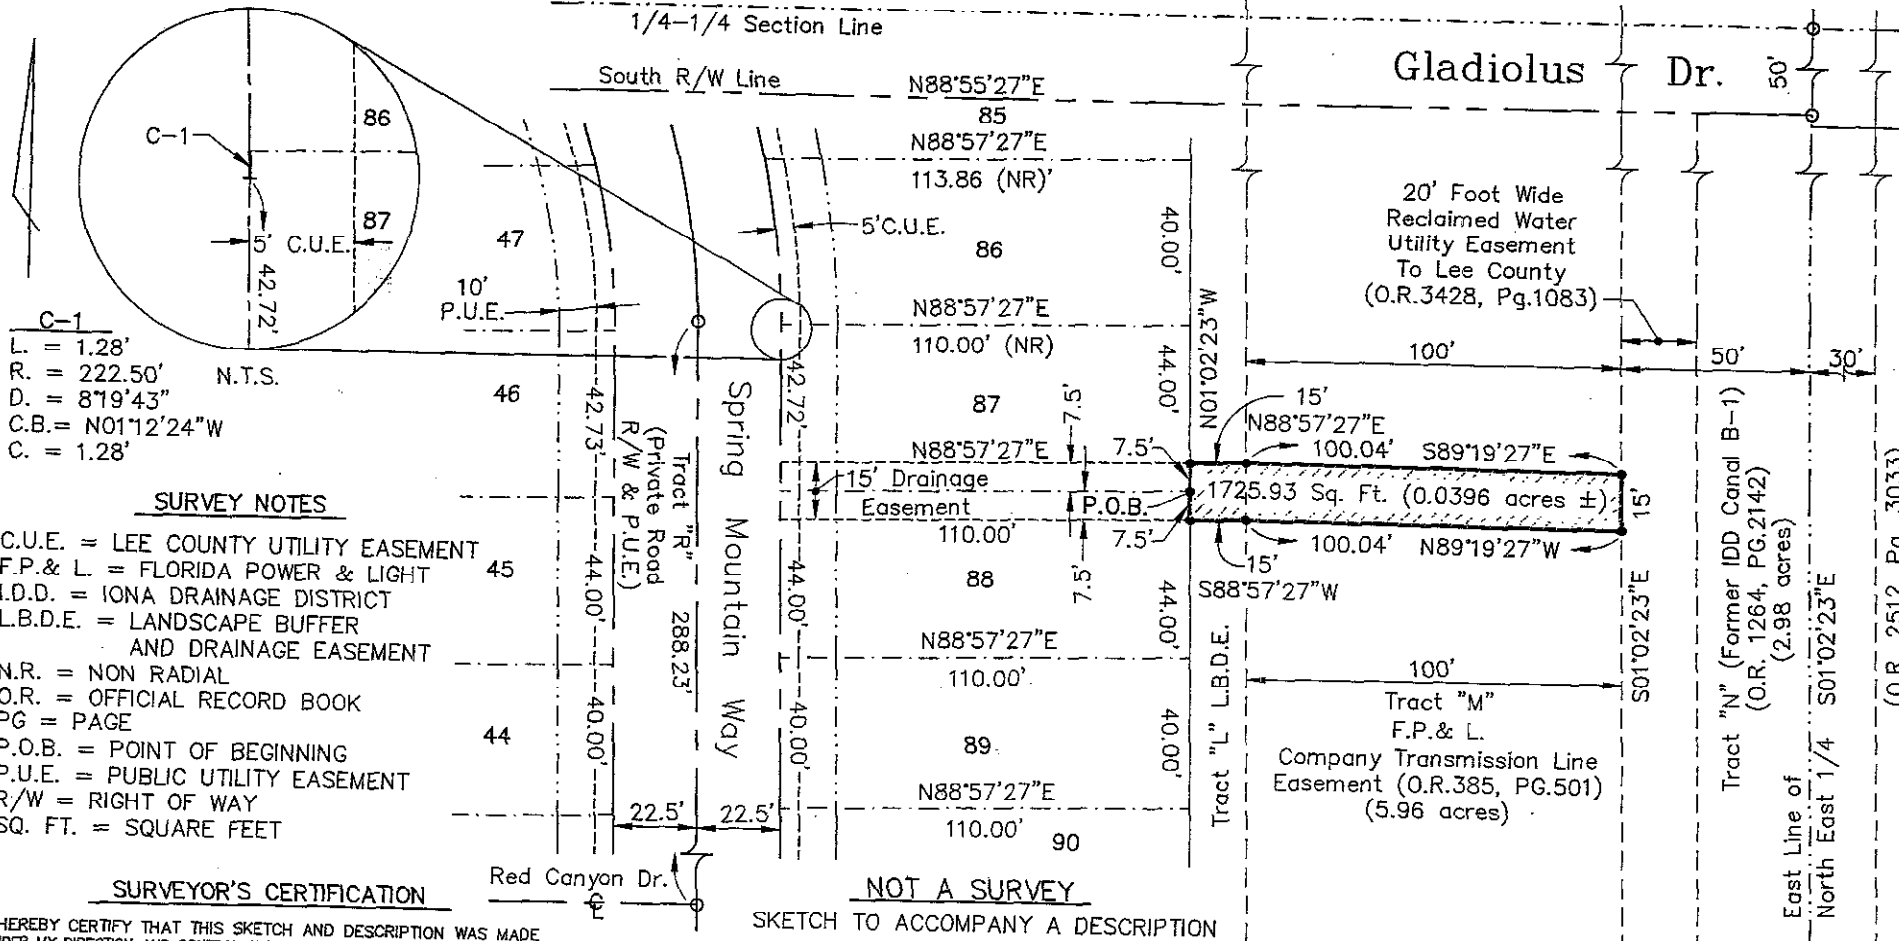 1/4-1/4 Section Line
Gladiolus Dr.
50'
South R/W Line
N88°55'27"E
85
N88°57'27"E
113.86 (NR)'
C-1
86
87
5' C.U.E.
42.72'
N.T.S.
C-1
L. = 1.28'
R. = 222.50'
D. = 8°19'43"
C.B.= N01°12'24"W
C. = 1.28'
47
10'
P.U.E.
46
45
44
5'C.U.E.
86
40.00'
N88°57'27"E
110.00' (NR)
N01°02'23"W
44.00'
87
20' Foot Wide
Reclaimed Water
Utility Easement
To Lee County
(O.R.3428, Pg.1083)
100'
50'
30'
42.73'
44.00'
40.00'
R/W & P.U.E.)
(Private Road
Tract "R"
288.23'
Spring Mountain Way
42.72'
44.00'
40.00'
N88°57'27"E
15' Drainage
Easement
110.00'
7.5'
7.5'
7.5'
7.5'
P.O.B.
15'
N88°57'27"E
100.04'
S89°19'27"E
1725.93 Sq. Ft. (0.0396 acres ±)
15'
100.04'
N89°19'27"W
15'
S88°57'27"W
88
44.00'
N88°57'27"E
110.00'
89
40.00'
N88°57'27"E
110.00'
90
Tract "L" L.B.D.E.
100'
Tract "M"
F.P.& L.
Company Transmission Line
Easement (O.R.385, PG.501)
(5.96 acres)
S01°02'23"E
Tract "N" (Former IDD Canal B-1)
(O.R. 1264, PG.2142)
(2.98 acres)
East Line of
North East 1/4 S01°02'23"E
(O.R. 2512 Pg. 3033)
22.5'
22.5'
Red Canyon Dr.
SURVEY NOTES
C.U.E. = LEE COUNTY UTILITY EASEMENT
F.P.& L. = FLORIDA POWER & LIGHT
I.D.D. = IONA DRAINAGE DISTRICT
L.B.D.E. = LANDSCAPE BUFFER
AND DRAINAGE EASEMENT
N.R. = NON RADIAL
O.R. = OFFICIAL RECORD BOOK
PG = PAGE
P.O.B. = POINT OF BEGINNING
P.U.E. = PUBLIC UTILITY EASEMENT
R/W = RIGHT OF WAY
SQ. FT. = SQUARE FEET
SURVEYOR'S CERTIFICATION
HEREBY CERTIFY THAT THIS SKETCH AND DESCRIPTION WAS MADE
NOT A SURVEY
SKETCH TO ACCOMPANY A DESCRIPTION